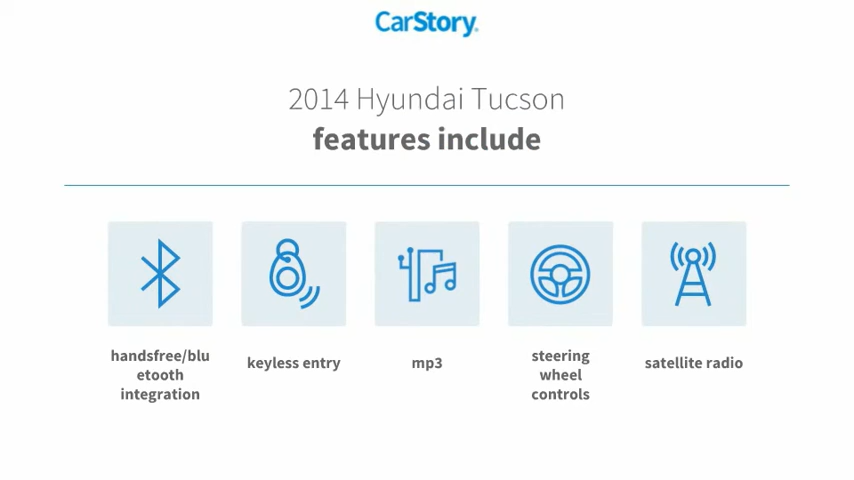 CarStory
2014 Hyundai Tucson
features include
handsfree/blu
etooth
integration
keyless entry
mp3
steering
wheel
controls
satellite radio